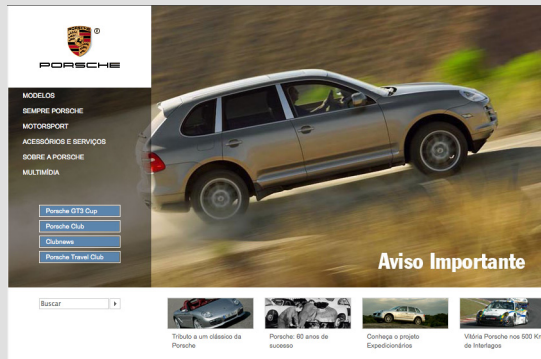 PORSCHE
MODELOS
SEMPRE PORSCHE
MOTORSPORT
ACESSÓRIOS E SERVIÇOS
SOBRE A PORSCHE
MULTIMÍDIA
Porsche GT3 Cup
Porsche Club
Clubnews
Porsche Travel Club
Aviso Importante
Buscar
Tributo a um clássico da
Porsche
Porsche: 60 anos de
sucesso
Conheça o projeto
Expedicionários
Vitória Porsche nos 500 Km
de Interlagos